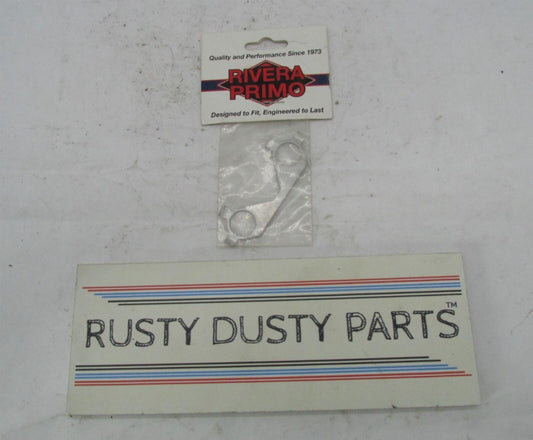 Quality and Performance Since 1973
RIVERA
PRIMO
Designed to Fit, Engineered to Last
RUSTY DUSTY PARTS™